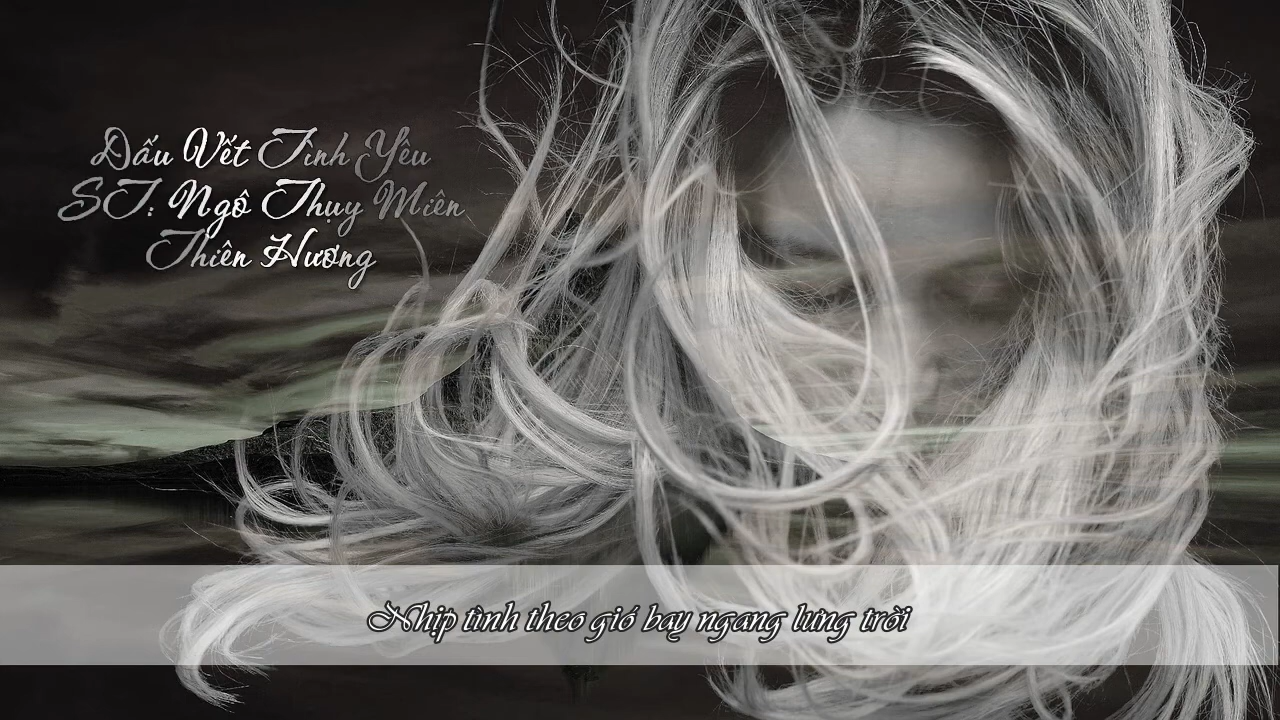 Dấu Vết Tình Yêu
ST: Ngô Thụy Miên
Thiên Hương
Nhịp tình theo gió bay ngang lưng trời